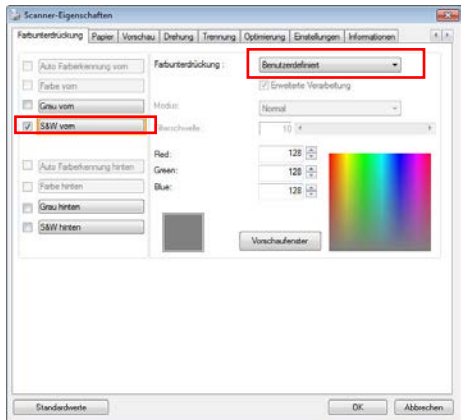 Scanner-Eigenschaften
Farbunterdrückung Papier Vorschau Drehung Trennung Optimierung Einstellungen Informationen
Auto Farberkennung vorn
Farbe vorn
Grau vorn
S&W vorn
Auto Farberkennung hinten
Farbe hinten
Grau hinten
S&W hinten
Farbunterdrückung : Benutzerdefiniert
Erweiterte Verarbeitung
Modus: Normal
10
Red: 128
Green: 128
Blue: 128
Vorschaufenster
Standardwerte OK Abbrechen